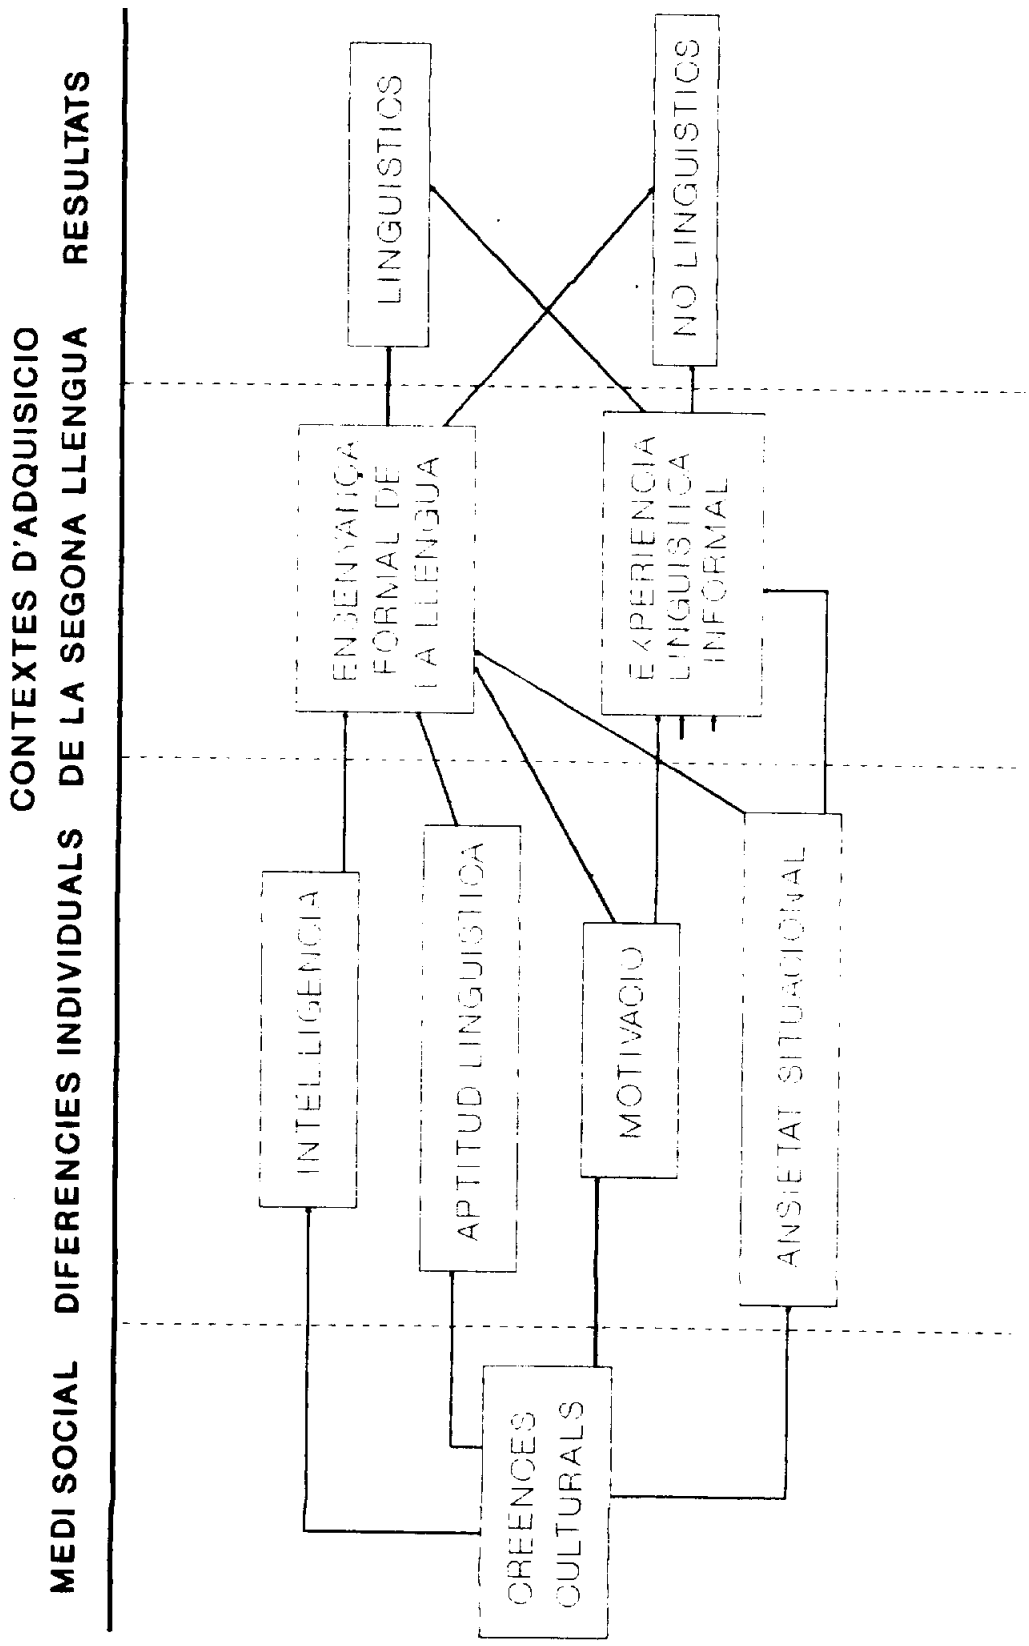 CONTEXTES D'ADQUISICIO
MEDI SOCIAL DIFERENCIES INDIVIDUALS DE LA SEGONA LLENGUA RESULTATS
INTEL.LIGENCIA
ENSENYANÇA
FORMAL DE
LA LLENGUA
LINGUISTICS
APTITUD LINGUISTICA
CREENCES
CULTURALS
MOTIVACIO
EXPERIENCIA
LINGUISTICA
INFORMAL
NO LINGUISTICS
ANSIETAT SITUACIONAL